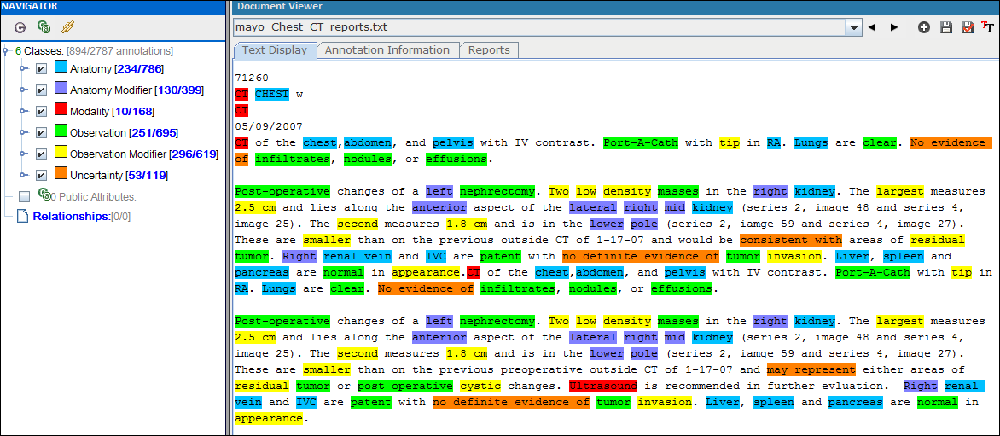 NAVIGATOR
6 Classes: [894/2787 annotations]
Anatomy [234/786]
Anatomy Modifier [130/399]
Modality [10/168]
Observation [251/695]
Observation Modifier [296/619]
Uncertainty [53/119]
0 Public Attributes:
Relationships:[0/0]
Document Viewer
mayo_Chest_CT_reports.txt
Text Display Annotation Information Reports
71260
CT CHEST w
CT
05/09/2007
CT of the chest,abdomen, and pelvis with IV contrast. Port-A-Cath with tip in RA. Lungs are clear. No evidence
of infiltrates, nodules, or effusions.
Post-operative changes of a left nephrectomy. Two low density masses in the right kidney. The largest measures
2.5 cm and lies along the anterior aspect of the lateral right mid kidney (series 2, image 48 and series 4,
image 25). The second measures 1.8 cm and is in the lower pole (series 2, iamge 59 and series 4, image 27).
These are smaller than on the previous outside CT of 1-17-07 and would be consistent with areas of residual
tumor. Right renal vein and IVC are patent with no definite evidence of tumor invasion. Liver, spleen and
pancreas are normal in appearance.CT of the chest,abdomen, and pelvis with IV contrast. Port-A-Cath with tip in
RA. Lungs are clear. No evidence of infiltrates, nodules, or effusions.
Post-operative changes of a left nephrectomy. Two low density masses in the right kidney. The largest measures
2.5 cm and lies along the anterior aspect of the lateral right mid kidney (series 2, image 48 and series 4,
image 25). The second measures 1.8 cm and is in the lower pole (series 2, iamge 59 and series 4, image 27).
These are smaller than on the previous preoperative outside CT of 1-17-07 and may represent either areas of
residual tumor or post operative cystic changes. Ultrasound is recommended in further evluation.  Right renal
vein and IVC are patent with no definite evidence of tumor invasion. Liver, spleen and pancreas are normal in
appearance.